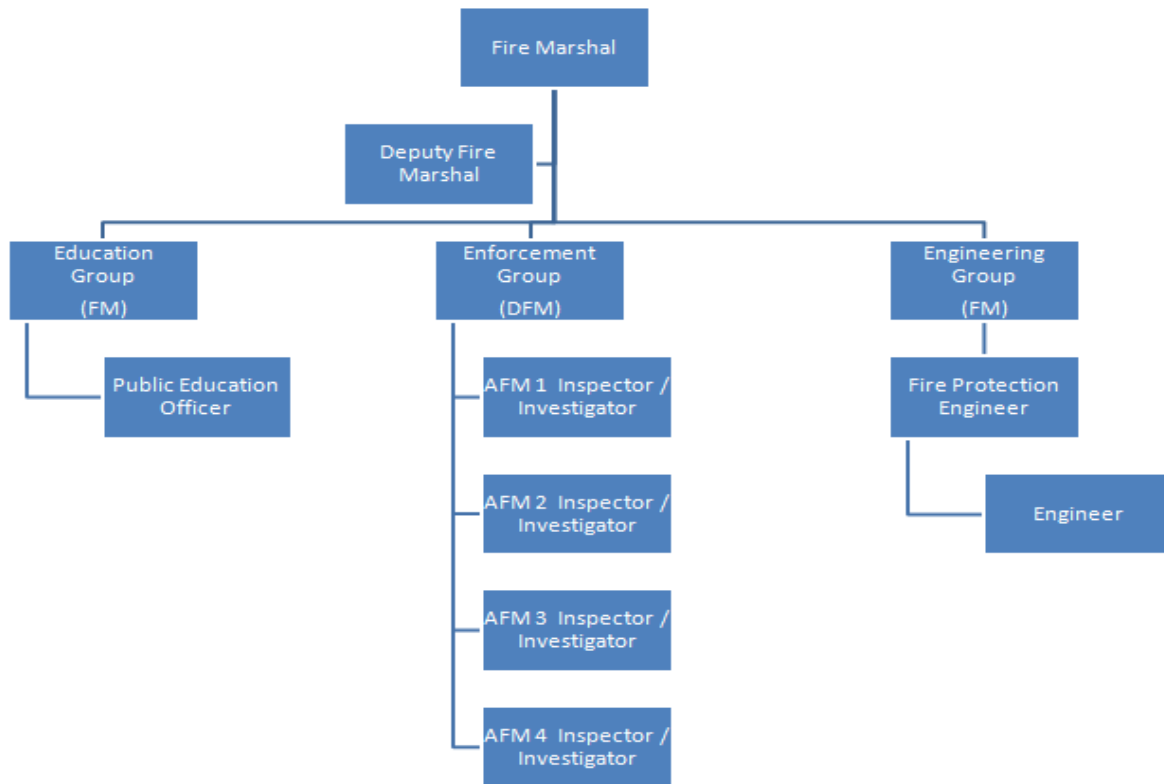 Fire Marshal
Deputy Fire
Marshal
Education
Group
(FM)
Enforcement
Group
(DFM)
Engineering
Group
(FM)
Public Education
Officer
AFM 1  Inspector /
Investigator
Fire Protection
Engineer
AFM 2  Inspector /
Investigator
Engineer
AFM 3  Inspector /
Investigator
AFM 4  Inspector /
Investigator